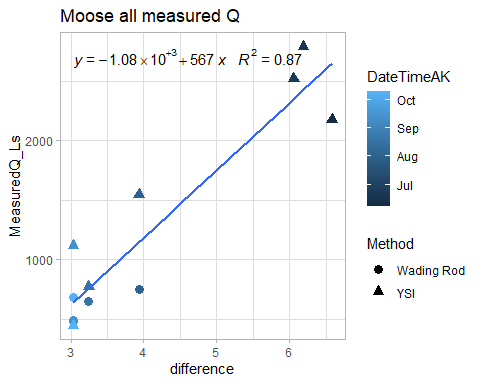 Moose all measured Q
y = −1.08×10⁺³+567 x   R² = 0.87
MeasuredQ_Ls
2000
1000
3 4 5 6
difference
DateTimeAK
Oct
Sep
Aug
Jul
Method
Wading Rod
YSI